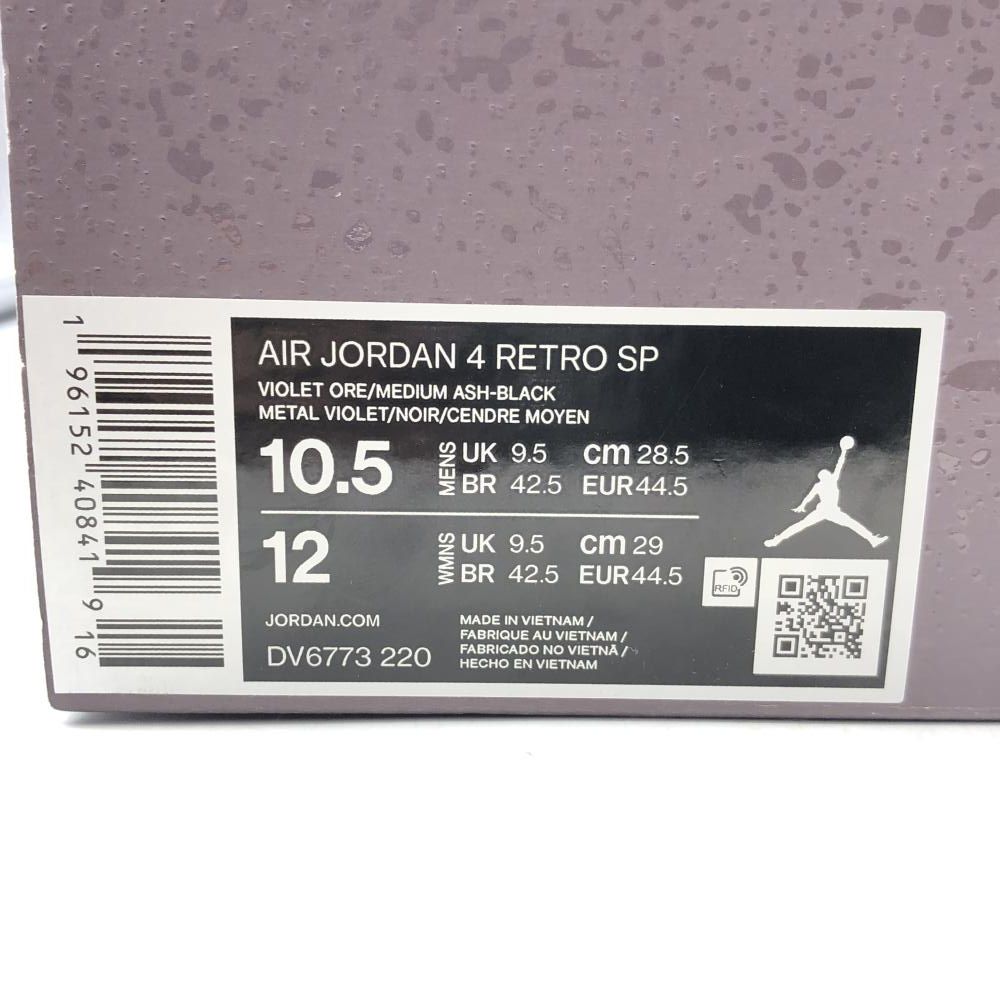 1 96152 40841 9 16
AIR JORDAN 4 RETRO SP
VIOLET ORE/MEDIUM ASH-BLACK
METAL VIOLET/NOIR/CENDRE MOYEN
10.5 MENS UK 9.5 cm 28.5
BR 42.5 EUR 44.5
12 WMNS UK 9.5 cm 29
BR 42.5 EUR 44.5
RFID
JORDAN.COM
DV6773 220
MADE IN VIETNAM /
FABRIQUE AU VIETNAM /
FABRICADO NO VIETNÃ /
HECHO EN VIETNAM